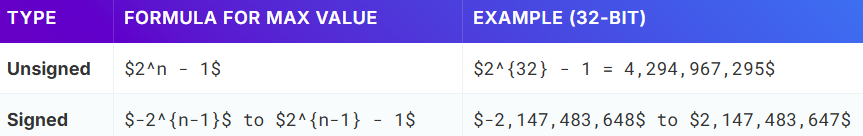 TYPE FORMULA FOR MAX VALUE EXAMPLE (32-BIT)
Unsigned $2^n - 1$ $2^{32} - 1 = 4,294,967,295$
Signed $-2^{n-1}$ to $2^{n-1} - 1$ $-2,147,483,648$ to $2,147,483,647$